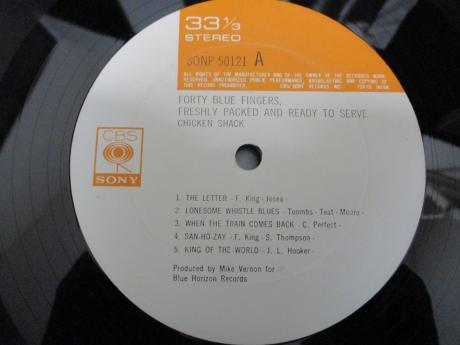 33 1/3
STEREO
SONP 50121 A
ALL RIGHTS OF THE MANUFACTURER AND OF THE OWNER OF THE RECORDED WORK
RESERVED. UNAUTHORIZED PUBLIC PERFORMANCE, BROADCASTING AND COPYING OF
THIS RECORD PROHIBITED. CBS/SONY RECORDS INC. TOKYO JAPAN
FORTY BLUE FINGERS,
FRESHLY PACKED AND READY TO SERVE
CHICKEN SHACK
CBS
SONY
1. THE LETTER - F. King - Josea -
2. LONESOME WHISTLE BLUES - Toombs - Teat - Moore -
3. WHEN THE TRAIN COMES BACK - C. Perfect -
4. SAN-HO-ZAY - F. King - S. Thompson -
5. KING OF THE WORLD - J. L. Hooker -
Produced by Mike Vernon for
Blue Horizon Records